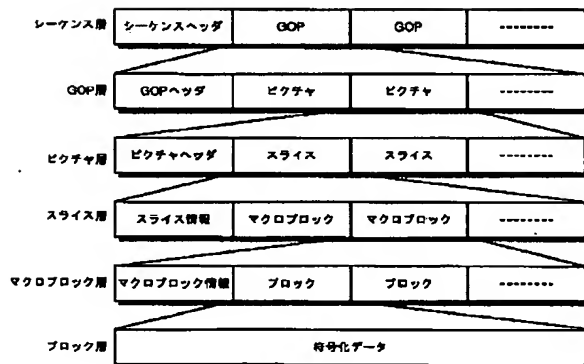 シーケンス層 シーケンスヘッダ GOP GOP --------
GOP層 GOPヘッダ ピクチャ ピクチャ --------
ピクチャ層 ピクチャヘッダ スライス スライス --------
スライス層 スライス情報 マクロブロック マクロブロック --------
マクロブロック層 マクロブロック情報 ブロック ブロック --------
ブロック層 符号化データ